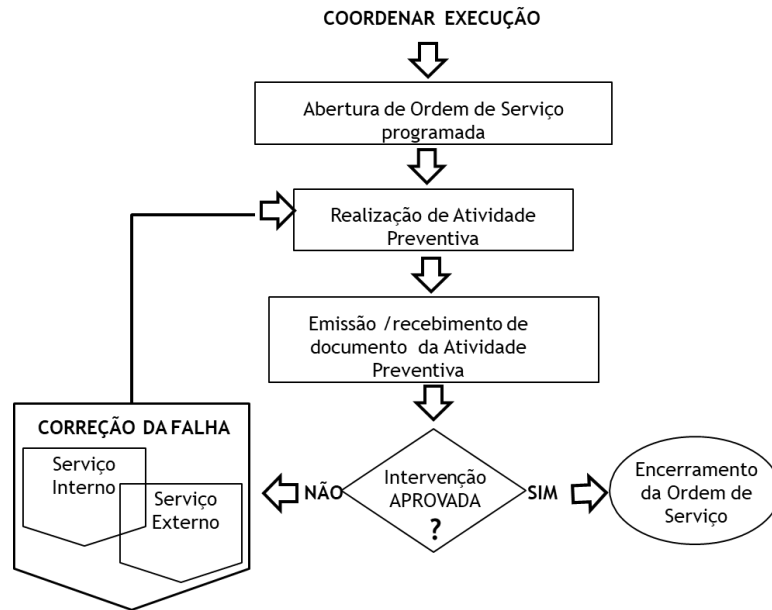 COORDENAR EXECUÇÃO
Abertura de Ordem de Serviço
programada
Realização de Atividade
Preventiva
Emissão /recebimento de
documento da Atividade
Preventiva
CORREÇÃO DA FALHA
Serviço
Interno
Serviço
Externo
NÃO
Intervenção
APROVADA
?
SIM
Encerramento
da Ordem de
Serviço